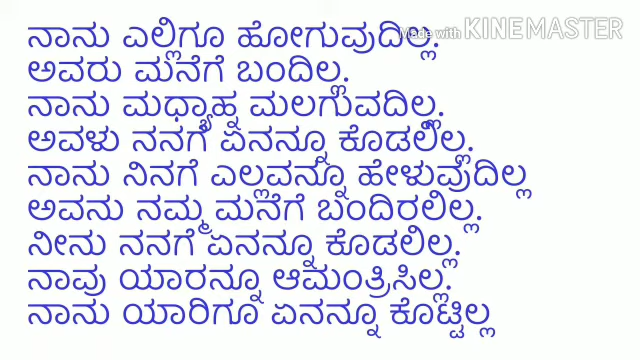 ನಾನು ಎಲ್ಲಿಗೂ ಹೋಗುವುದಿಲ್ಲ.
Made with KINEMASTER
ಅವರು ಮನೆಗೆ ಬಂದಿಲ್ಲ.
ನಾನು ಮಧ್ಯಾಹ್ನ ಮಲಗುವದಿಲ್ಲ.
ಅವಳು ನನಗೆ ಏನನ್ನೂ ಕೊಡಲಿಲ್ಲ.
ನಾನು ನಿನಗೆ ಎಲ್ಲವನ್ನೂ ಹೇಳುವುದಿಲ್ಲ
ಅವನು ನಮ್ಮ ಮನೆಗೆ ಬಂದಿರಲಿಲ್ಲ.
ನೀನು ನನಗೆ ಏನನ್ನೂ ಕೊಡಲಿಲ್ಲ.
ನಾವು ಯಾರನ್ನೂ ಆಮಂತ್ರಿಸಿಲ್ಲ.
ನಾನು ಯಾರಿಗೂ ಏನನ್ನೂ ಕೊಟ್ಟಿಲ್ಲ